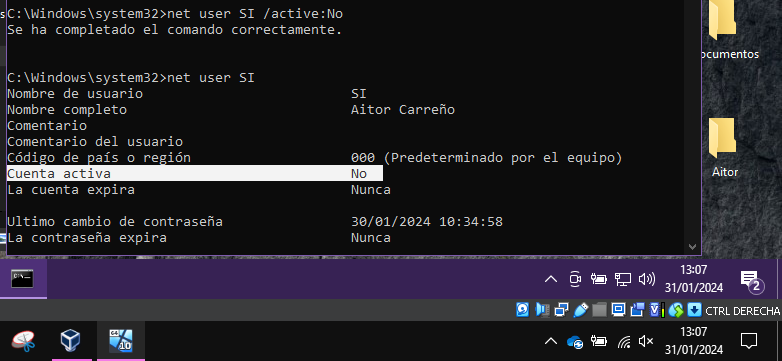 C:\Windows\system32>net user SI /active:No
Se ha completado el comando correctamente.
C:\Windows\system32>net user SI
Nombre de usuario SI
Nombre completo Aitor Carreño
Comentario
Comentario del usuario
Código de país o región 000 (Predeterminado por el equipo)
Cuenta activa No
La cuenta expira Nunca
Ultimo cambio de contraseña 30/01/2024 10:34:58
La contraseña expira Nunca
ocumentos
Aitor
13:07
31/01/2024
2
CTRL DERECHA
64
10
13:07
31/01/2024